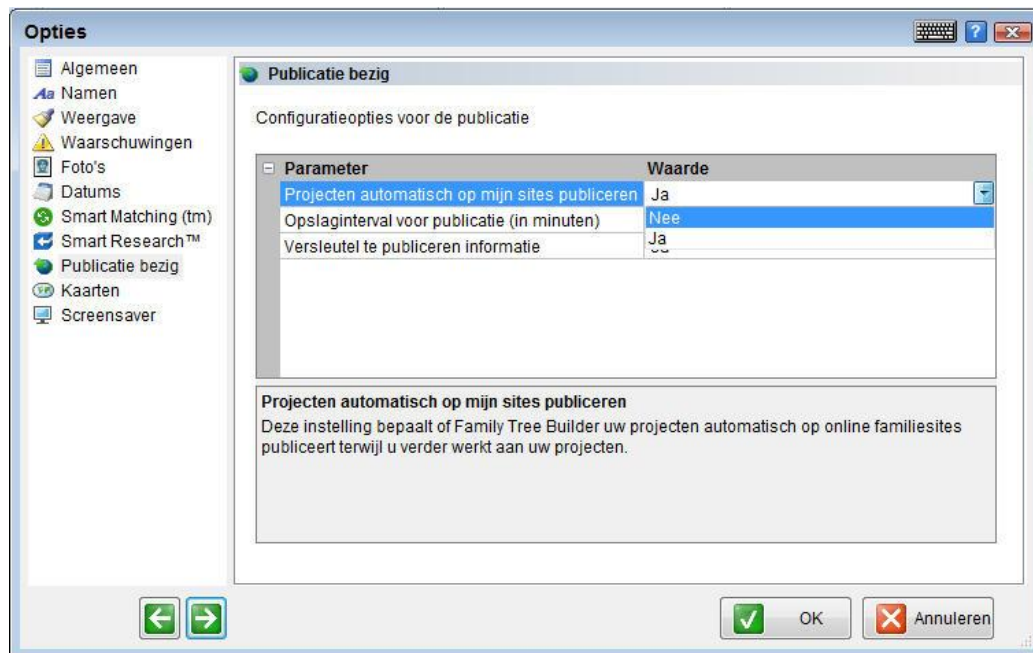 Opties
Algemeen
Namen
Weergave
Waarschuwingen
Foto's
Datums
Smart Matching (tm)
Smart Research™
Publicatie bezig
Kaarten
Screensaver
Publicatie bezig
Configuratieopties voor de publicatie
Parameter Waarde
Projecten automatisch op mijn sites publiceren Ja
Opslaginterval voor publicatie (in minuten) Nee
Versleutel te publiceren informatie Ja
Projecten automatisch op mijn sites publiceren
Deze instelling bepaalt of Family Tree Builder uw projecten automatisch op online familiesites
publiceert terwijl u verder werkt aan uw projecten.
OK Annuleren